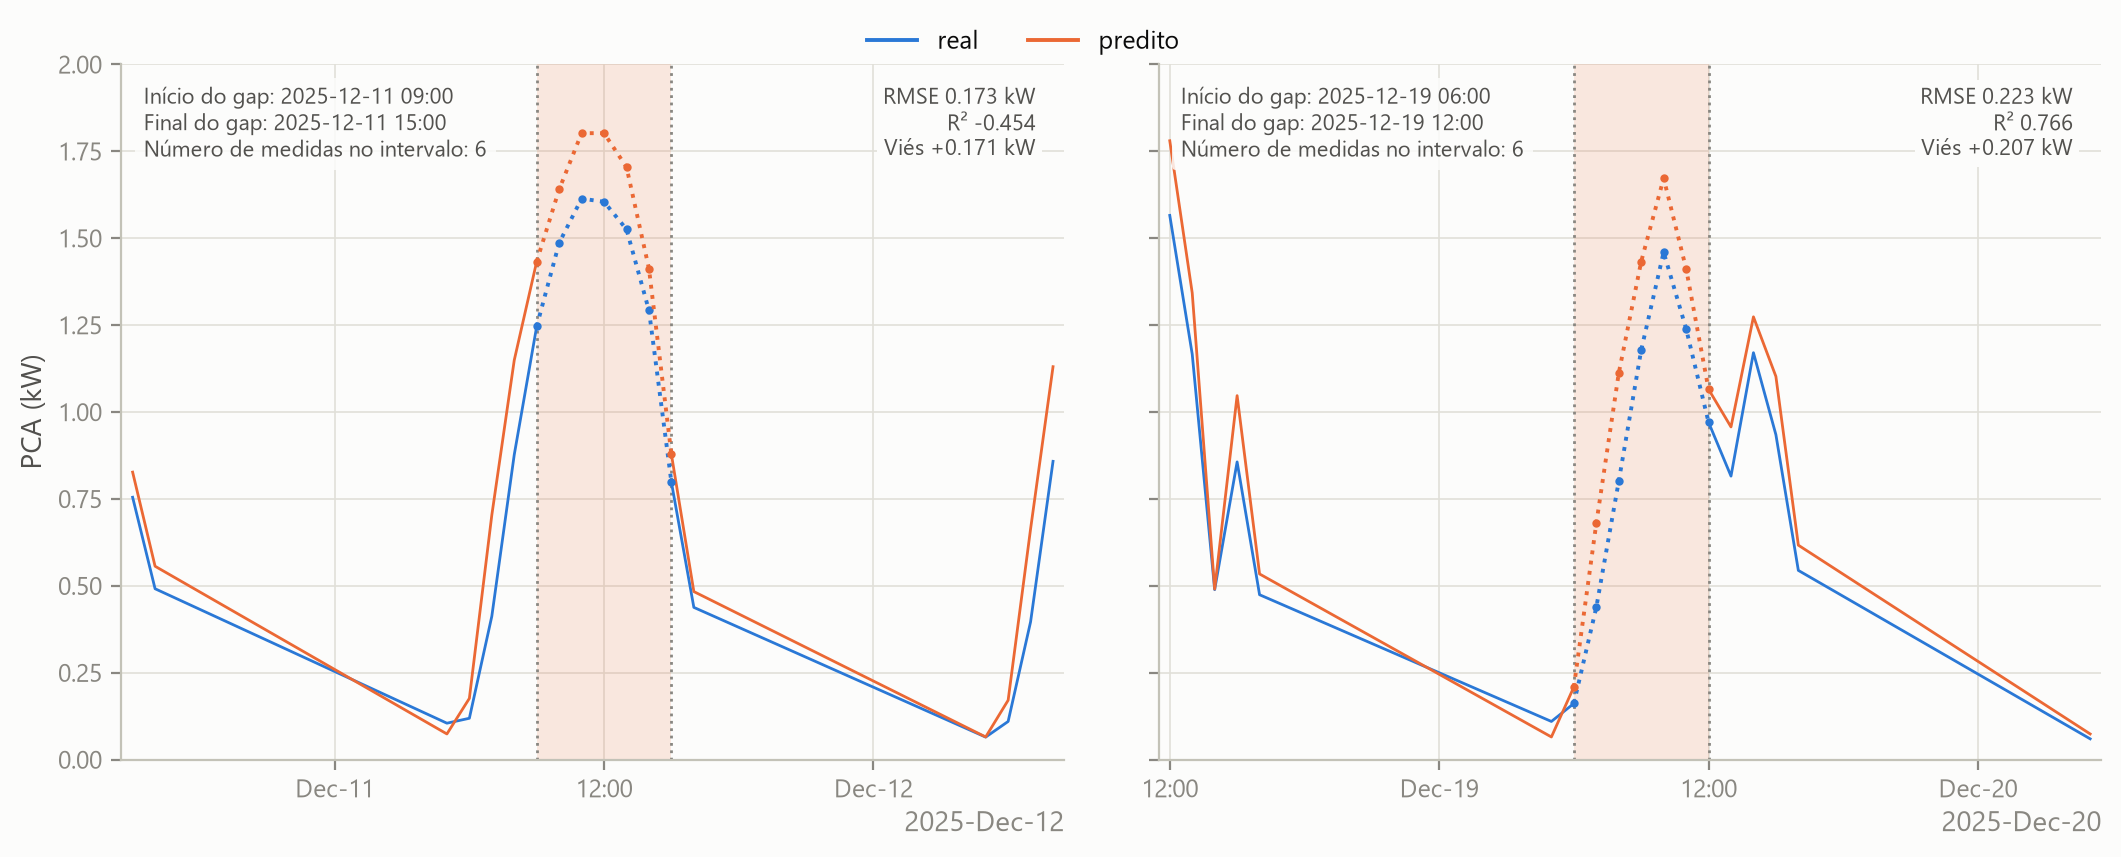 real predito
PCA (kW)
2.00
1.75
1.50
1.25
1.00
0.75
0.50
0.25
0.00
Início do gap: 2025-12-11 09:00
Final do gap: 2025-12-11 15:00
Número de medidas no intervalo: 6
RMSE 0.173 kW
R² -0.454
Viés +0.171 kW
Dec-11 12:00 Dec-12
2025-Dec-12
Início do gap: 2025-12-19 06:00
Final do gap: 2025-12-19 12:00
Número de medidas no intervalo: 6
RMSE 0.223 kW
R² 0.766
Viés +0.207 kW
12:00 Dec-19 12:00 Dec-20
2025-Dec-20